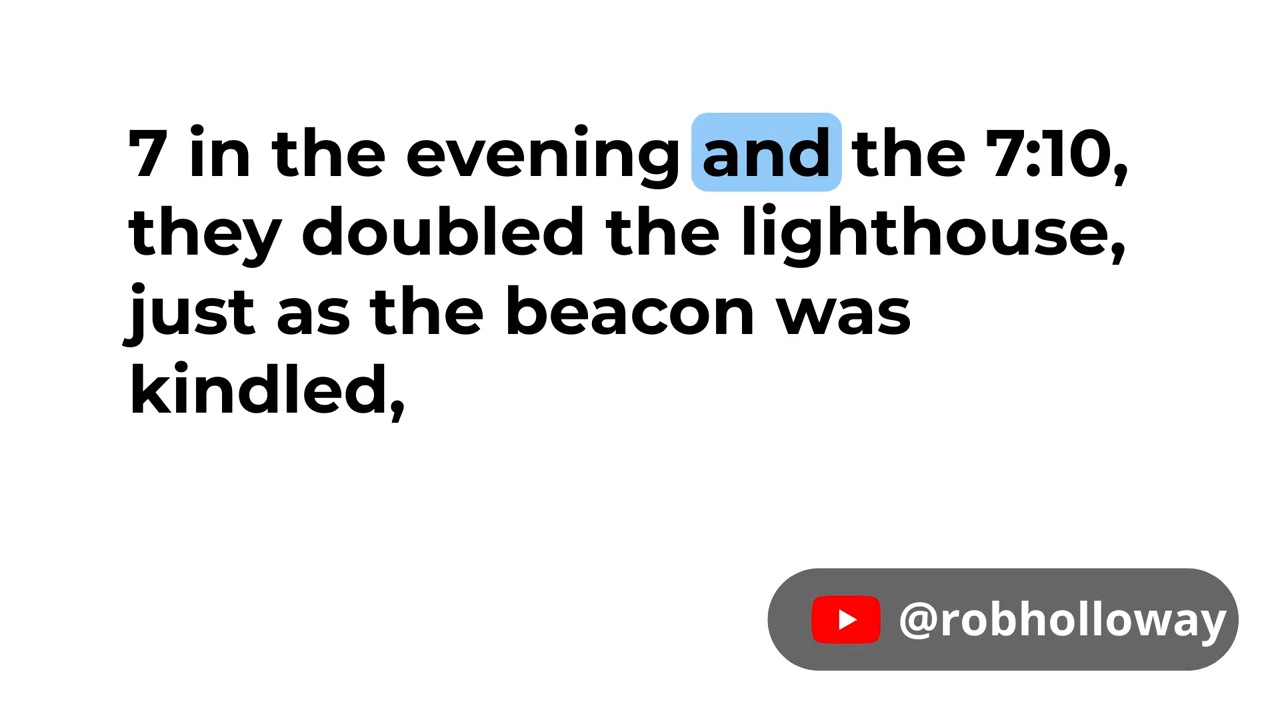 7 in the evening and the 7:10,
they doubled the lighthouse,
just as the beacon was
kindled,
@robholloway